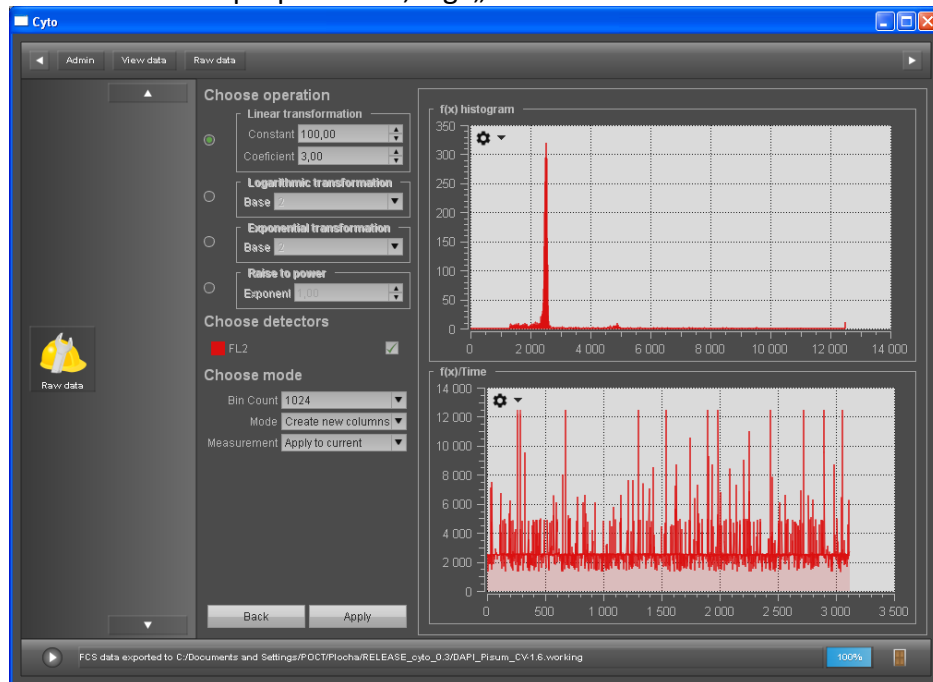 Cyto
Admin View data Raw data
Choose operation
Linear transformation
Constant 100,00
Coeficient 3,00
Logarithmic transformation
Base 2
Exponential transformation
Base 2
Raise to power
Exponent 1,00
Choose detectors
FL2
Choose mode
Bin Count 1024
Mode Create new columns
Measurement Apply to current
Back Apply
Raw data
f(x) histogram
350
300
250
200
150
100
50
0
0 2 000 4 000 6 000 8 000 10 000 12 000 14 000
f(x)/Time
14 000
12 000
10 000
8 000
6 000
4 000
2 000
0
0 500 1 000 1 500 2 000 2 500 3 000 3 500
FCS data exported to C:/Documents and Settings/POCT/Plocha/RELEASE_cyto_0.3/DAPI_Pisum_CV-1.6.working
100%